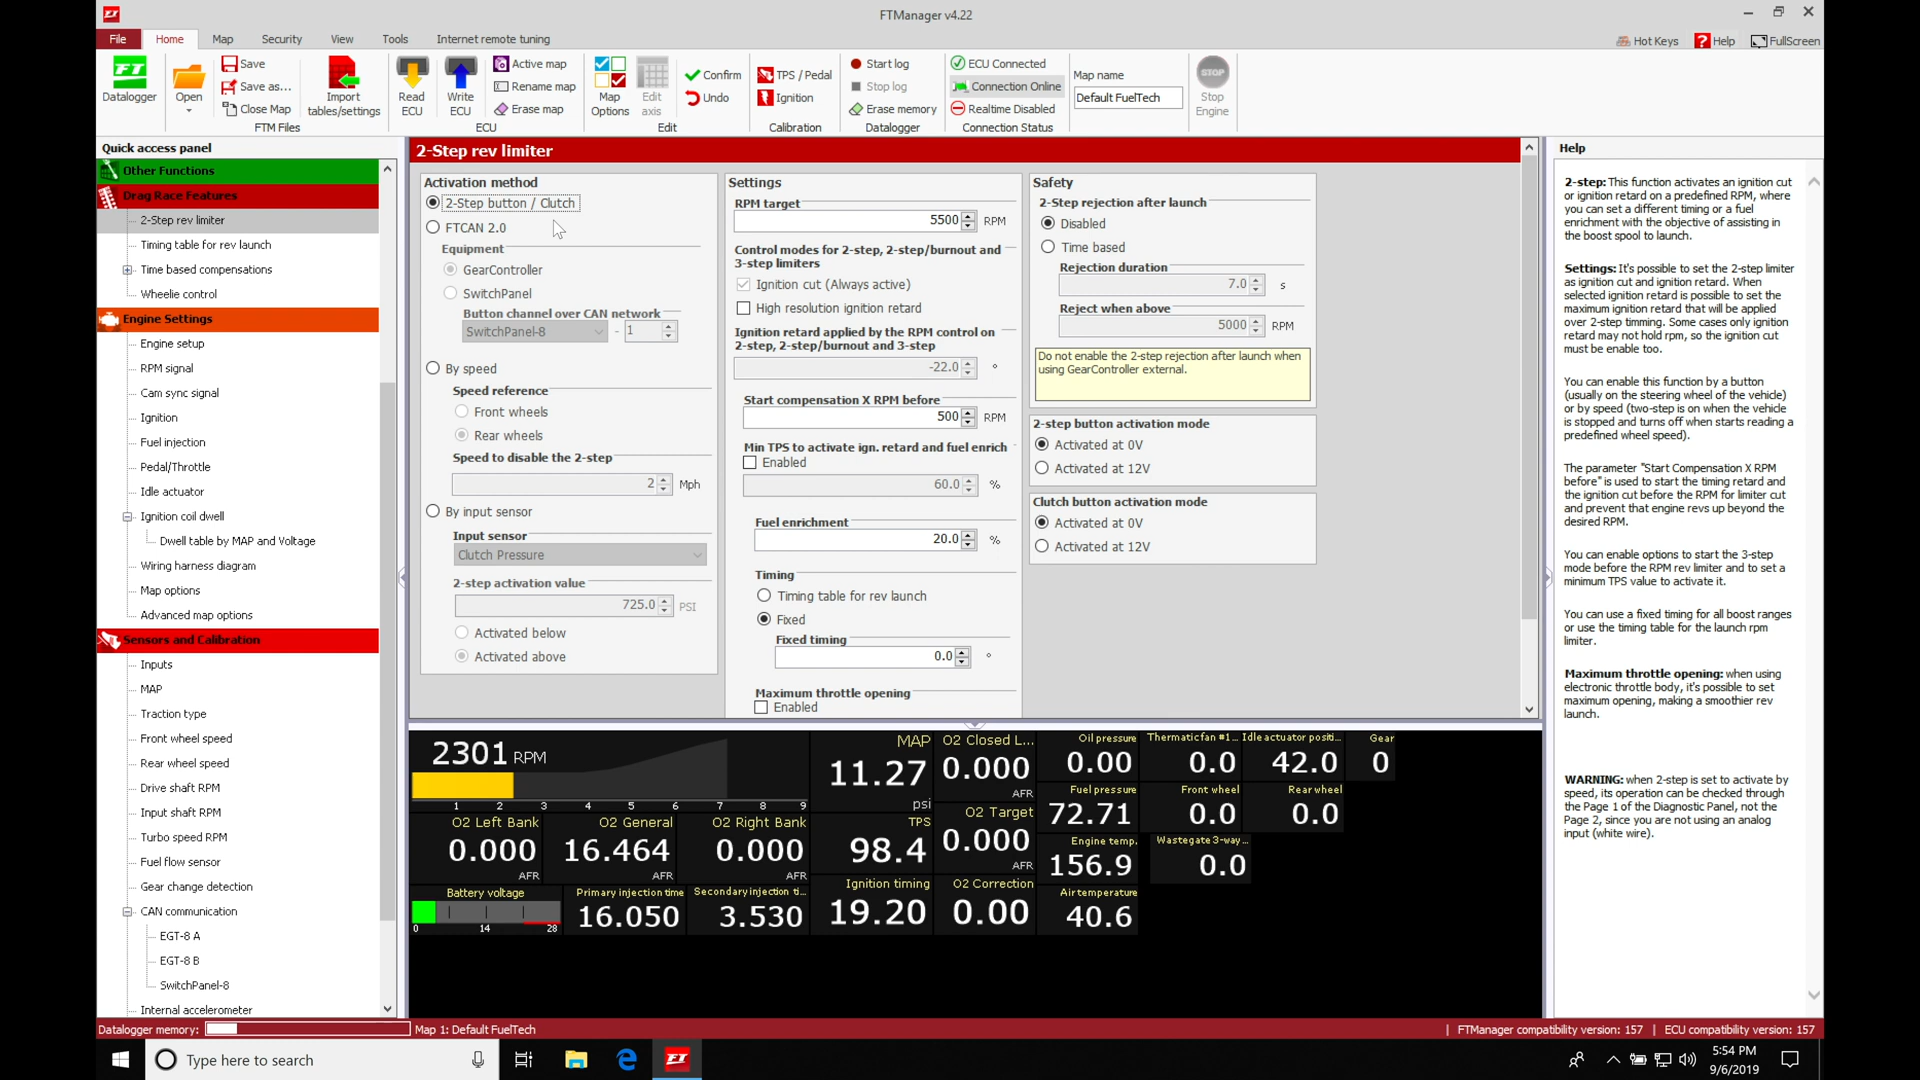 FTManager v4.22
File Home Map Security View Tools Internet remote tuning
Hot Keys Help FullScreen
Datalogger
Open
Save
Save as...
Close Map
FTM Files
Import
tables/settings
Read
ECU
Write
ECU
Active map
Rename map
Erase map
ECU
Map
Options
Edit
axis
Confirm
Undo
Edit
TPS / Pedal
Ignition
Calibration
Start log
Stop log
Erase memory
Datalogger
ECU Connected
Connection Online
Realtime Disabled
Connection Status
Map name
Default FuelTech
STOP
Stop
Engine
Quick access panel
Other Functions
Drag Race Features
2-Step rev limiter
Timing table for rev launch
Time based compensations
Wheelie control
Engine Settings
Engine setup
RPM signal
Cam sync signal
Ignition
Fuel injection
Pedal/Throttle
Idle actuator
Ignition coil dwell
Dwell table by MAP and Voltage
Wiring harness diagram
Map options
Advanced map options
Sensors and Calibration
Inputs
MAP
Traction type
Front wheel speed
Rear wheel speed
Drive shaft RPM
Input shaft RPM
Turbo speed RPM
Fuel flow sensor
Gear change detection
CAN communication
EGT-8 A
EGT-8 B
SwitchPanel-8
Internal accelerometer
2-Step rev limiter
Activation method
2-Step button / Clutch
FTCAN 2.0
Equipment
GearController
SwitchPanel
Button channel over CAN network
SwitchPanel-8 - 1
By speed
Speed reference
Front wheels
Rear wheels
Speed to disable the 2-step
2 Mph
By input sensor
Input sensor
Clutch Pressure
2-step activation value
725.0 PSI
Activated below
Activated above
Settings
RPM target
5500 RPM
Control modes for 2-step, 2-step/burnout and
3-step limiters
Ignition cut (Always active)
High resolution ignition retard
Ignition retard applied by the RPM control on
2-step, 2-step/burnout and 3-step
-22.0 °
Start compensation X RPM before
500 RPM
Min TPS to activate ign. retard and fuel enrich
Enabled
60.0 %
Fuel enrichment
20.0 %
Timing
Timing table for rev launch
Fixed
Fixed timing
0.0 °
Maximum throttle opening
Enabled
Safety
2-Step rejection after launch
Disabled
Time based
Rejection duration
7.0 s
Reject when above
5000 RPM
Do not enable the 2-step rejection after launch when
using GearController external.
2-step button activation mode
Activated at 0V
Activated at 12V
Clutch button activation mode
Activated at 0V
Activated at 12V
Help
2-step: This function activates an ignition cut
or ignition retard on a predefined RPM, where
you can set a different timing or a fuel
enrichment with the objective of assisting in
the boost spool to launch.
Settings: It's possible to set the 2-step limiter
as ignition cut and ignition retard. When
selected ignition retard is possible to set the
maximum ignition retard that will be applied
over 2-step timming. Some cases only ignition
retard may not hold rpm, so the ignition cut
must be enable too.
You can enable this function by a button
(usually on the steering wheel of the vehicle)
or by speed (two-step is on when the vehicle
is stopped and turns off when starts reading a
predefined wheel speed).
The parameter "Start Compensation X RPM
before" is used to start the timing retard and
the ignition cut before the RPM for limiter cut
and prevent that engine revs up beyond the
desired RPM.
You can enable options to start the 3-step
mode before the RPM rev limiter and to set a
minimum TPS value to activate it.
You can use a fixed timing for all boost ranges
or use the timing table for the launch rpm
limiter.
Maximum throttle opening: when using
electronic throttle body, it's possible to set
maximum opening, making a smoothier rev
launch.
WARNING: when 2-step is set to activate by
speed, its operation can be checked through
the Page 1 of the Diagnostic Panel, not the
Page 2, since you are not using an analog
input (white wire).
2301 RPM
1 2 3 4 5 6 7 8 9
MAP
11.27
psi
O2 Closed L...
0.000
AFR
Oil pressure
0.00
Thermatic fan #1...
0.0
Idle actuator positi...
42.0
Gear
0
O2 Left Bank
0.000
AFR
O2 General
16.464
AFR
O2 Right Bank
0.000
AFR
TPS
98.4
O2 Target
0.000
AFR
Fuel pressure
72.71
Front wheel
0.0
Rear wheel
0.0
Engine temp.
156.9
Wastegate 3-way...
0.0
Battery voltage
0 14 28
Primary injection time
16.050
Secondary injection ti...
3.530
Ignition timing
19.20
O2 Correction
0.00
Air temperature
40.6
Datalogger memory: Map 1: Default FuelTech
FTManager compatibility version: 157 | ECU compatibility version: 157
Type here to search
FT
5:54 PM
9/6/2019